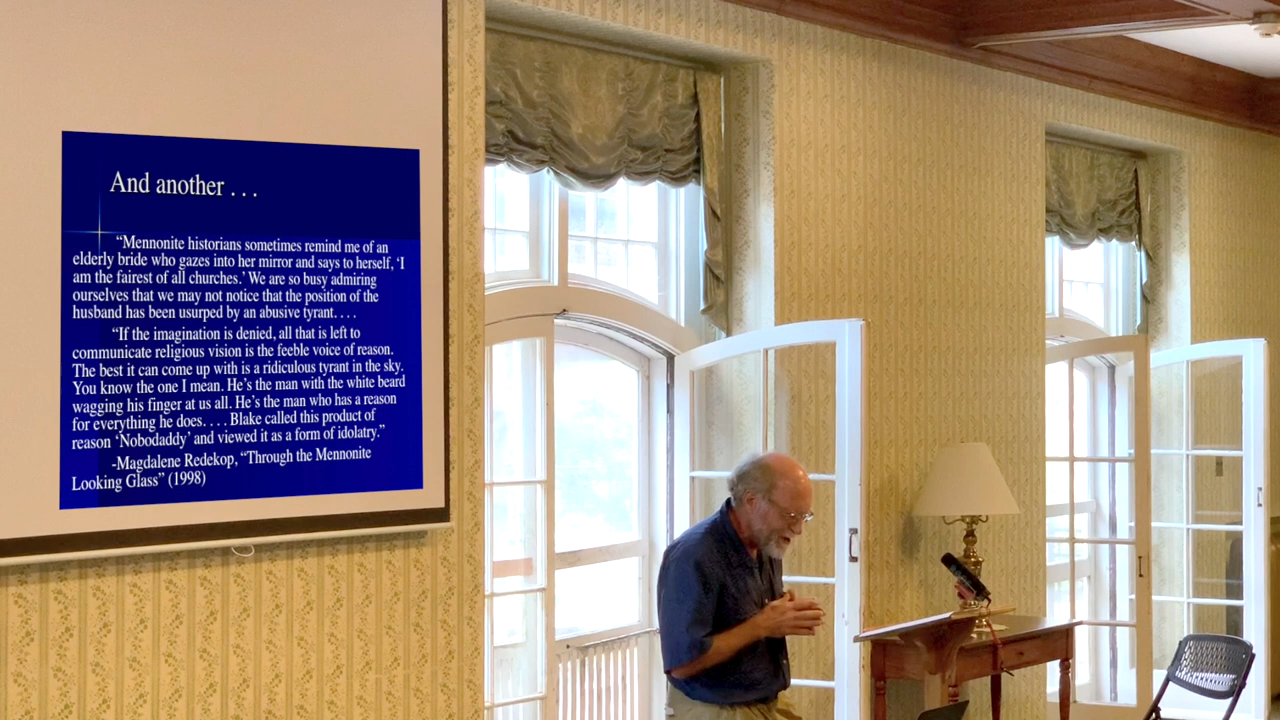 And another . . .
“Mennonite historians sometimes remind me of an
elderly bride who gazes into her mirror and says to herself, ‘I
am the fairest of all churches.’ We are so busy admiring
ourselves that we may not notice that the position of the
husband has been usurped by an abusive tyrant. . . .
“If the imagination is denied, all that is left to
communicate religious vision is the feeble voice of reason.
The best it can come up with is a ridiculous tyrant in the sky.
You know the one I mean. He’s the man with the white beard
wagging his finger at us all. He’s the man who has a reason
for everything he does. . . . Blake called this product of
reason ‘Nobodaddy’ and viewed it as a form of idolatry.”
-Magdalene Redekop, “Through the Mennonite
Looking Glass” (1998)